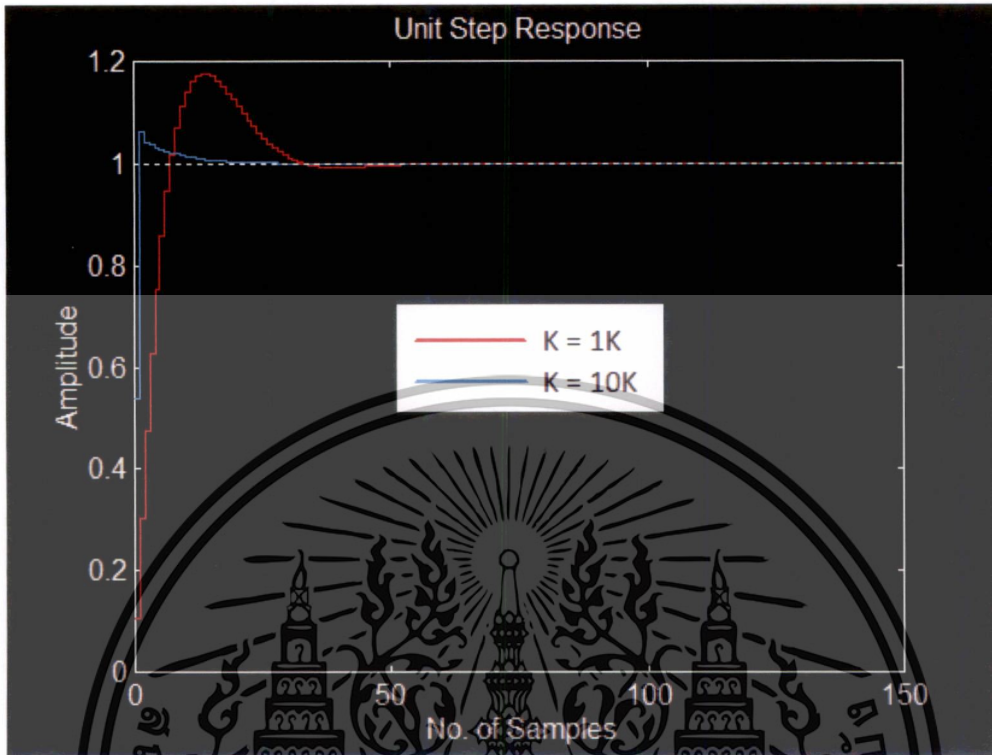 Unit Step Response
1.2
1
0.8
0.6
0.4
0.2
0
Amplitude
K = 1K
K = 10K
0 50 100 150
No. of Samples